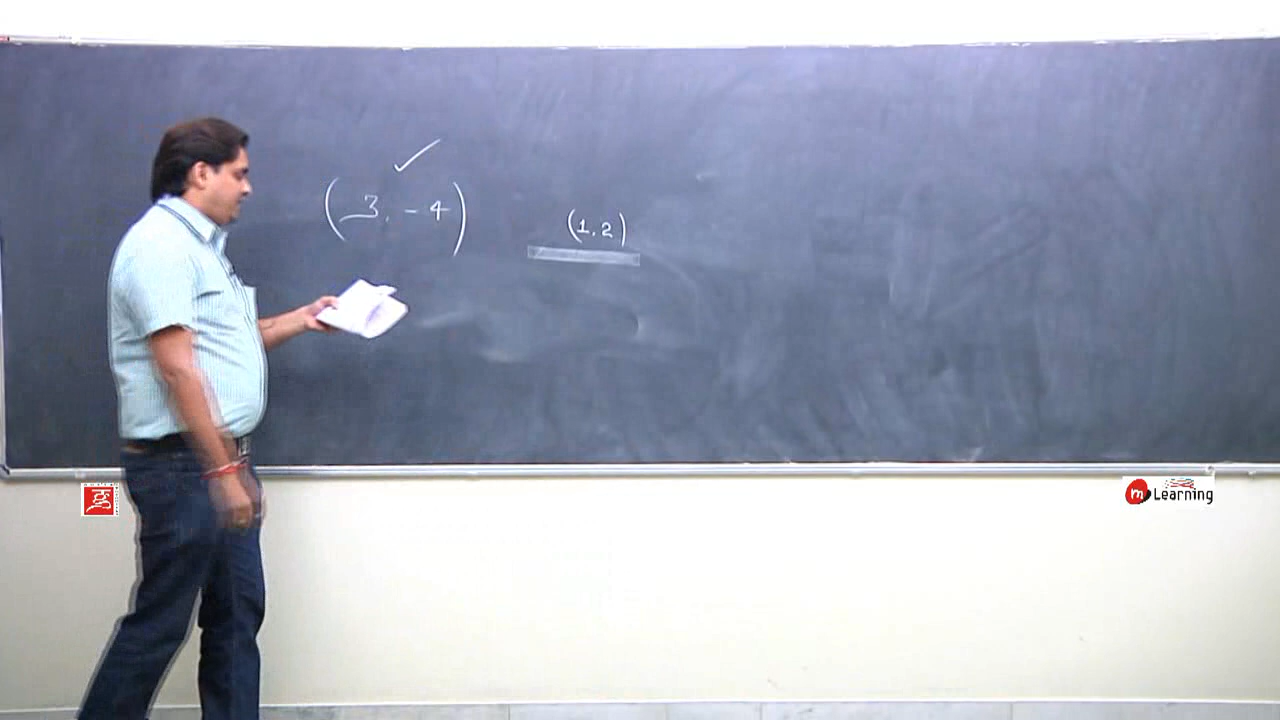 (3, -4)
(1, 2)
m Learning